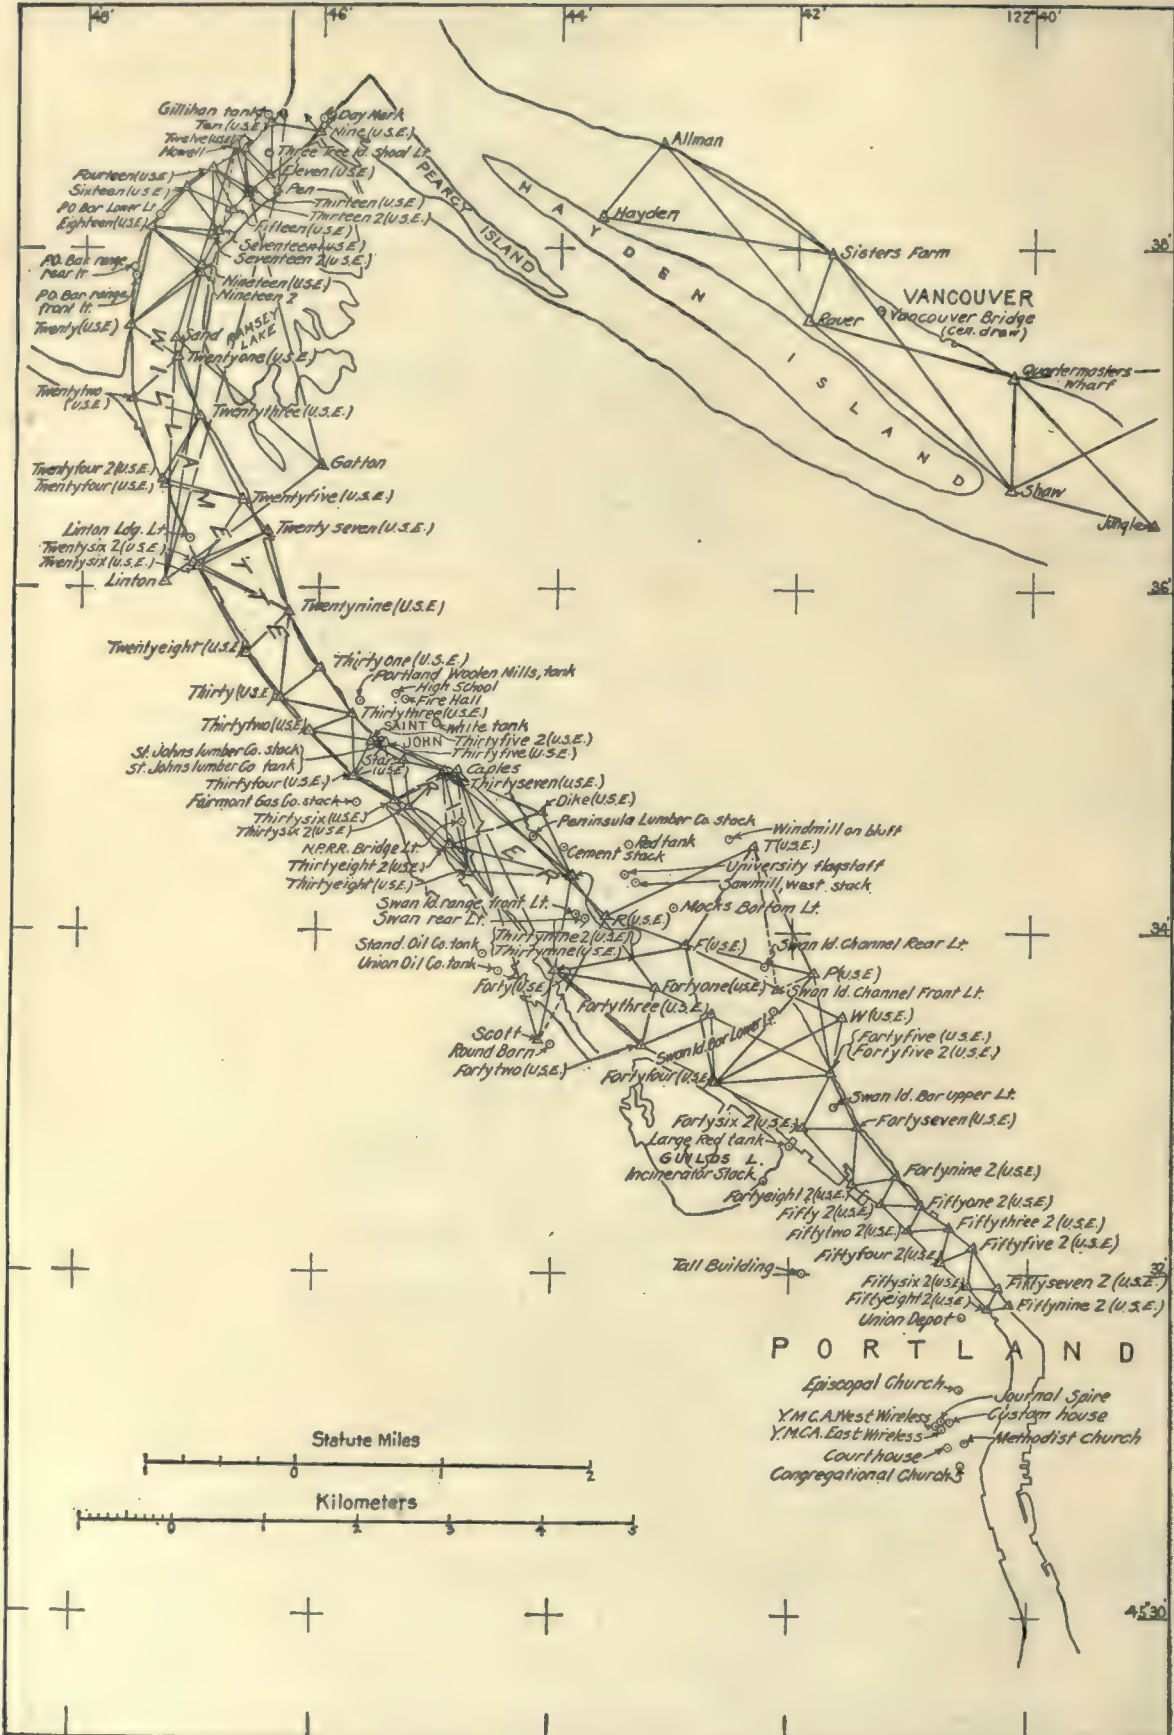 48'
46'
44'
42'
122°40'
Gillihan tank
Ten (U.S.E.)
Howell
Day Mark
Nine (U.S.E.)
Three Tree Id. Shoal Lt.
Fourteen (U.S.E)
Sixteen (U.S.E)
P.O. Bar Lower Lt.
Eighteen (U.S.E)
Eleven (U.S.E)
Pen
Thirteen (U.S.E)
Thirteen 2 (U.S.E.)
Fifteen (U.S.E)
Seventeen (U.S.E)
Seventeen 2 (U.S.E.)
Nineteen (U.S.E)
Nineteen 2
PEARCY
ISLAND
Allman
Hayden
HAYDEN ISLAND
Sisters Farm
38'
VANCOUVER
Vancouver Bridge
(cen. draw)
Quartermasters
Wharf
Shaw
Jungle
P.O. Bar range
rear lt.
P.O. Bar range
front lt.
Twenty (U.S.E)
Sand
RAMSEY
LAKE
Twentyone (U.S.E)
Twentytwo
(U.S.E)
Twentythree (U.S.E.)
WILLAMETTE
RIVER
Gatton
Twentyfour 2 (U.S.E.)
Twentyfour (U.S.E)
Twentyfive (U.S.E)
Linton Ldg. Lt.
Twentysix 2 (U.S.E)
Twentysix (U.S.E.)
Linton
Twenty seven (U.S.E)
36'
Twentynine (U.S.E)
Twentyeight (U.S.E)
Thirtyone (U.S.E.)
Portland Woolen Mills, tank
High School
Fire Hall
Thirty (U.S.E)
Thirtythree (U.S.E)
White tank
Thirtytwo (U.S.E)
SAINT
JOHN
Thirtyfive 2 (U.S.E.)
Thirtyfive (U.S.E)
St. Johns lumber Co. stack
St. Johns lumber Co tank
Star
(U.S.E)
Caples
Thirtyfour (U.S.E)
Thirtyseven (U.S.E)
Fairmont Gas Co. stack
Thirtysix (U.S.E)
Thirtysix 2 (U.S.E)
Dike (U.S.E)
Peninsula Lumber Co. stack
Windmill on bluff
N.P.R.R. Bridge Lt.
Red tank
Cement stack
T (U.S.E)
Thirtyeight 2 (U.S.E)
Thirtyeight (U.S.E)
University flagstaff
Sawmill, west stack
Swan Id. range front Lt.
Swan rear Lt.
Mocks Bottom Lt.
R (U.S.E)
34'
Thirtynine 2 (U.S.E)
Thirtynine (U.S.E)
Stand. Oil Co. tank
Union Oil Co. tank
F (U.S.E)
Swan Id. Channel Rear Lt.
Forty (U.S.E)
P (U.S.E)
Fortyone (U.S.E)
Swan Id. Channel Front Lt.
Fortythree (U.S.E)
W (U.S.E)
Scott
Round Barn
Swan Id. Bar Lower Lt.
Fortyfive (U.S.E)
Fortyfive 2 (U.S.E)
Fortytwo (U.S.E)
Fortyfour (U.S.E)
Swan Id. Bar upper Lt.
Fortysix 2 (U.S.E.)
Fortyseven (U.S.E)
Large Red tank
GUILDS L.
Incinerator Stack
Fortynine 2 (U.S.E)
Fortyeight 2 (U.S.E)
Fifty 2 (U.S.E.)
Fiftyone 2 (U.S.E)
Fiftytwo 2 (U.S.E.)
Fiftythree 2 (U.S.E)
Fiftyfour 2 (U.S.E)
Fiftyfive 2 (U.S.E)
Tall Building
32'
Fiftysix 2 (U.S.E)
Fiftyseven 2 (U.S.E.)
Fiftyeight 2 (U.S.E)
Fiftynine 2 (U.S.E.)
Union Depot
PORTLAND
Episcopal Church
Journal Spire
Y.M.C.A. West Wireless
Custom house
Y.M.C.A. East Wireless
Methodist Church
Courthouse
Congregational Church
Statute Miles
1 0 1 2
Kilometers
1 0 1 2 3 4 5
45°30'